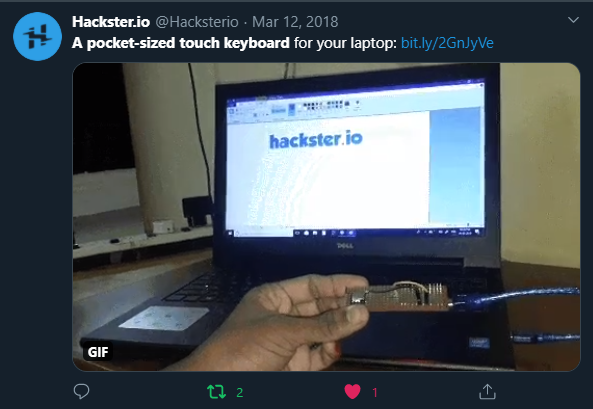 Hackster.io @Hacksterio · Mar 12, 2018
A pocket-sized touch keyboard for your laptop: bit.ly/2GnJyVe
hackster.io
DELL
GIF
2
1